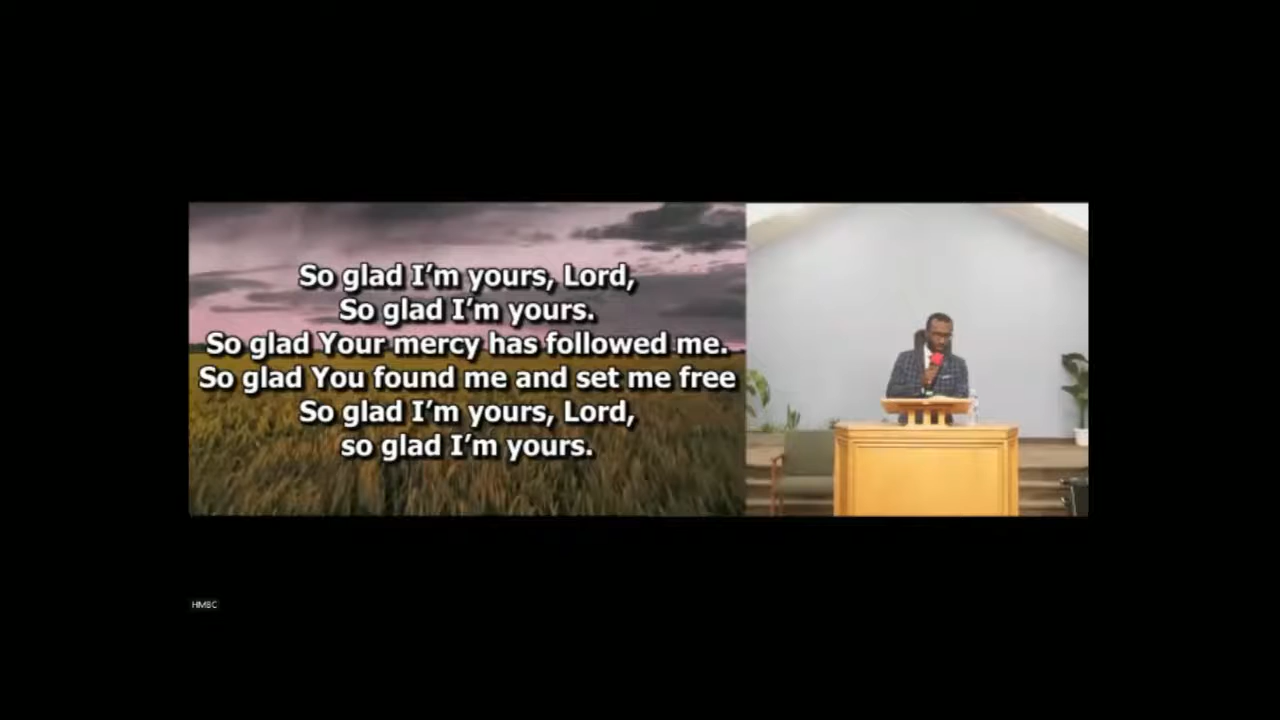 So glad I'm yours, Lord,
So glad I'm yours.
So glad Your mercy has followed me.
So glad You found me and set me free
So glad I'm yours, Lord,
so glad I'm yours.
HMBC